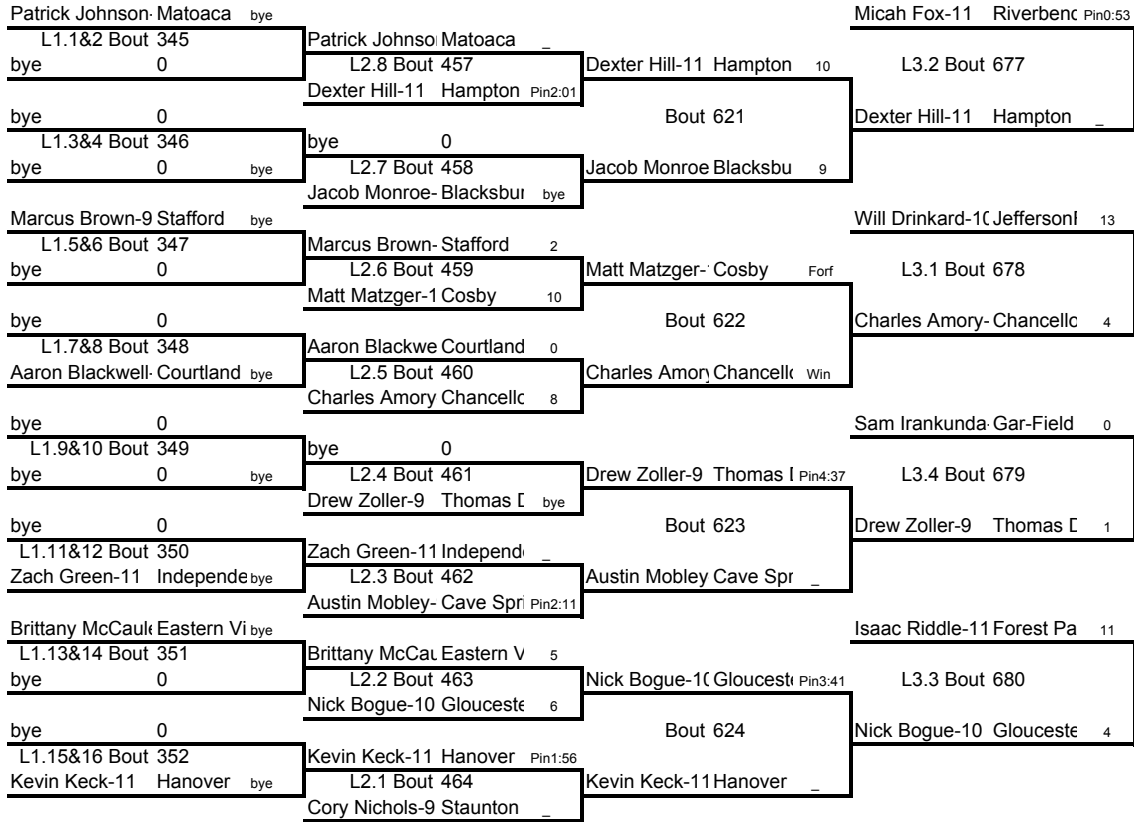 Patrick Johnson- Matoaca bye Micah Fox-11 Riverbenc Pin0:53
L1.1&2 Bout 345 Patrick Johnso Matoaca _
bye 0 L2.8 Bout 457 Dexter Hill-11 Hampton 10 L3.2 Bout 677
Dexter Hill-11 Hampton Pin2:01
bye 0 Bout 621 Dexter Hill-11 Hampton _
L1.3&4 Bout 346 bye 0
bye 0 bye L2.7 Bout 458 Jacob Monroe Blacksbu 9
Jacob Monroe- Blacksbur bye
Marcus Brown-9 Stafford bye Will Drinkard-10 Jefferson 13
L1.5&6 Bout 347 Marcus Brown- Stafford 2
bye 0 L2.6 Bout 459 Matt Matzger- Cosby Forf L3.1 Bout 678
Matt Matzger-1 Cosby 10
bye 0 Bout 622 Charles Amory- Chancellc 4
L1.7&8 Bout 348 Aaron Blackwe Courtland 0
Aaron Blackwell- Courtland bye L2.5 Bout 460 Charles Amory Chancellc Win
Charles Amory Chancellc 8
bye 0 Sam Irankunda- Gar-Field 0
L1.9&10 Bout 349 bye 0
bye 0 bye L2.4 Bout 461 Drew Zoller-9 Thomas Pin4:37 L3.4 Bout 679
Drew Zoller-9 Thomas D bye
bye 0 Bout 623 Drew Zoller-9 Thomas D 1
L1.11&12 Bout 350 Zach Green-11 Independ _
Zach Green-11 Independe bye L2.3 Bout 462 Austin Mobley Cave Spr _
Austin Mobley- Cave Spri Pin2:11
Brittany McCaule Eastern Vi bye Isaac Riddle-11 Forest Pa 11
L1.13&14 Bout 351 Brittany McCau Eastern V 5
bye 0 L2.2 Bout 463 Nick Bogue-10 Glouceste Pin3:41 L3.3 Bout 680
Nick Bogue-10 Glouceste 6
bye 0 Bout 624 Nick Bogue-10 Glouceste 4
L1.15&16 Bout 352 Kevin Keck-11 Hanover Pin1:56
Kevin Keck-11 Hanover bye L2.1 Bout 464 Kevin Keck-11 Hanover _
Cory Nichols-9 Staunton _